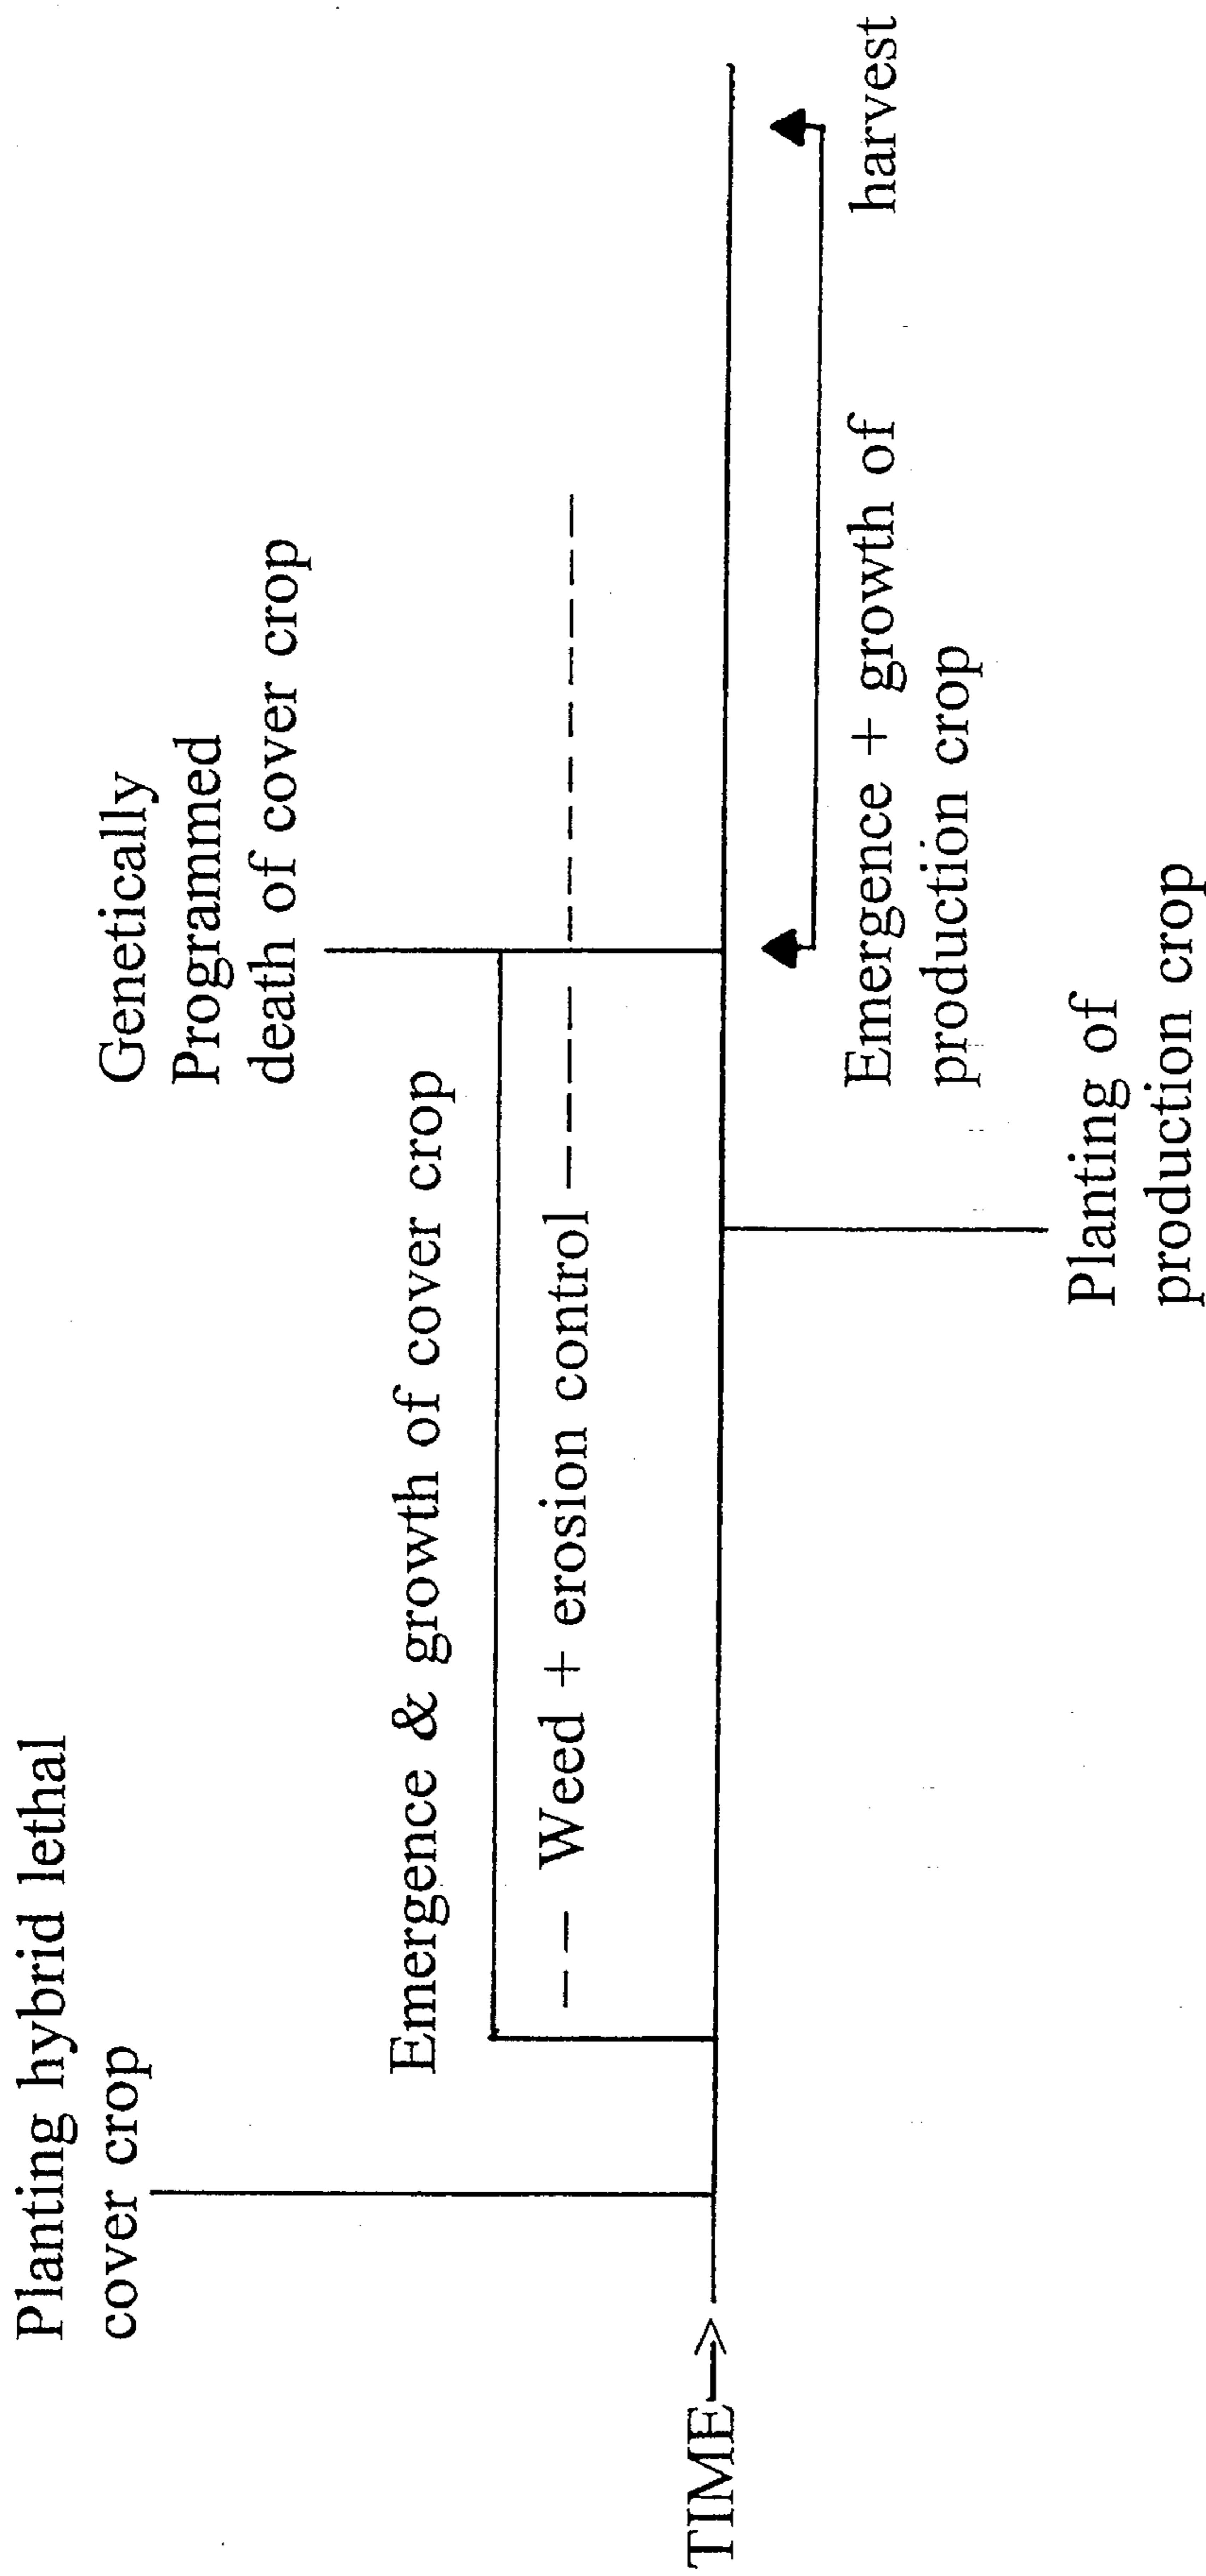 Planting hybrid lethal
cover crop
Genetically
Programmed
death of cover crop
Emergence & growth of cover crop
Weed + erosion control
TIME
Emergence + growth of
production crop
harvest
Planting of
production crop